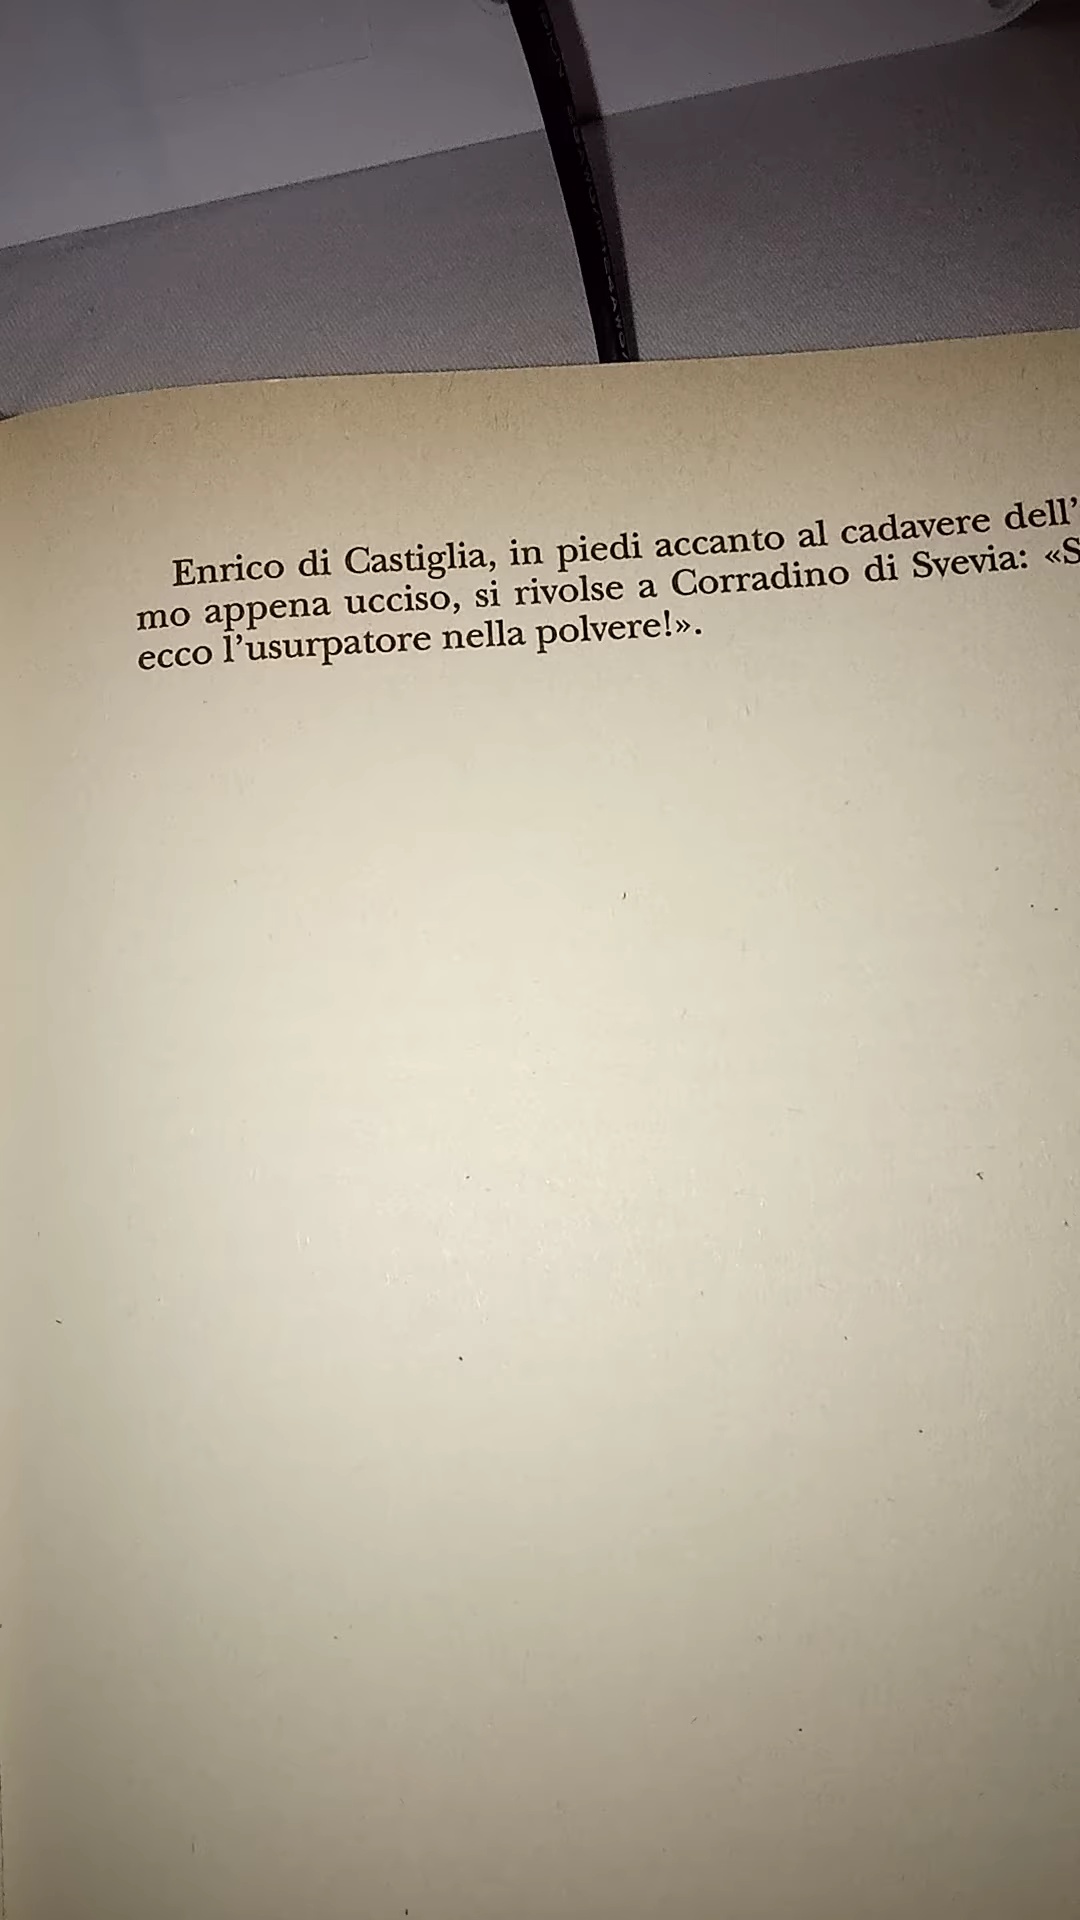 Enrico di Castiglia, in piedi accanto al cadavere dell'
mo appena ucciso, si rivolse a Corradino di Svevia: «S
ecco l'usurpatore nella polvere!».